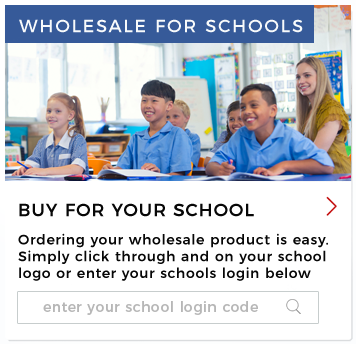 WHOLESALE FOR SCHOOLS
BUY FOR YOUR SCHOOL
Ordering your wholesale product is easy.
Simply click through and on your school
logo or enter your schools login below
enter your school login code